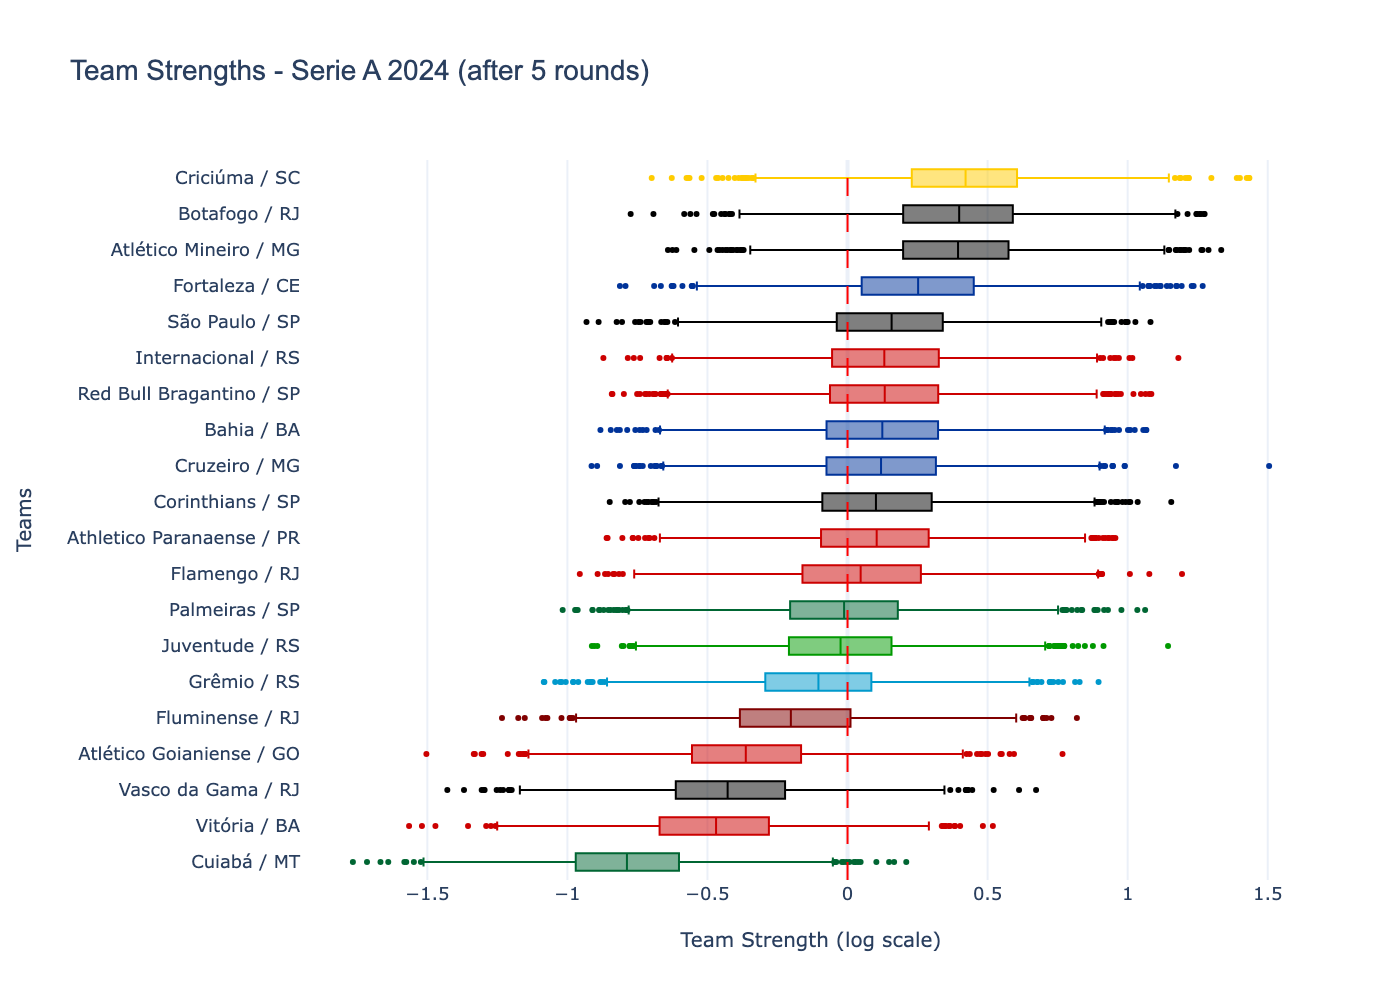 Team Strengths - Serie A 2024 (after 5 rounds)
Teams
Criciúma / SC
Botafogo / RJ
Atlético Mineiro / MG
Fortaleza / CE
São Paulo / SP
Internacional / RS
Red Bull Bragantino / SP
Bahia / BA
Cruzeiro / MG
Corinthians / SP
Athletico Paranaense / PR
Flamengo / RJ
Palmeiras / SP
Juventude / RS
Grêmio / RS
Fluminense / RJ
Atlético Goianiense / GO
Vasco da Gama / RJ
Vitória / BA
Cuiabá / MT
−1.5 −1 −0.5 0 0.5 1 1.5
Team Strength (log scale)